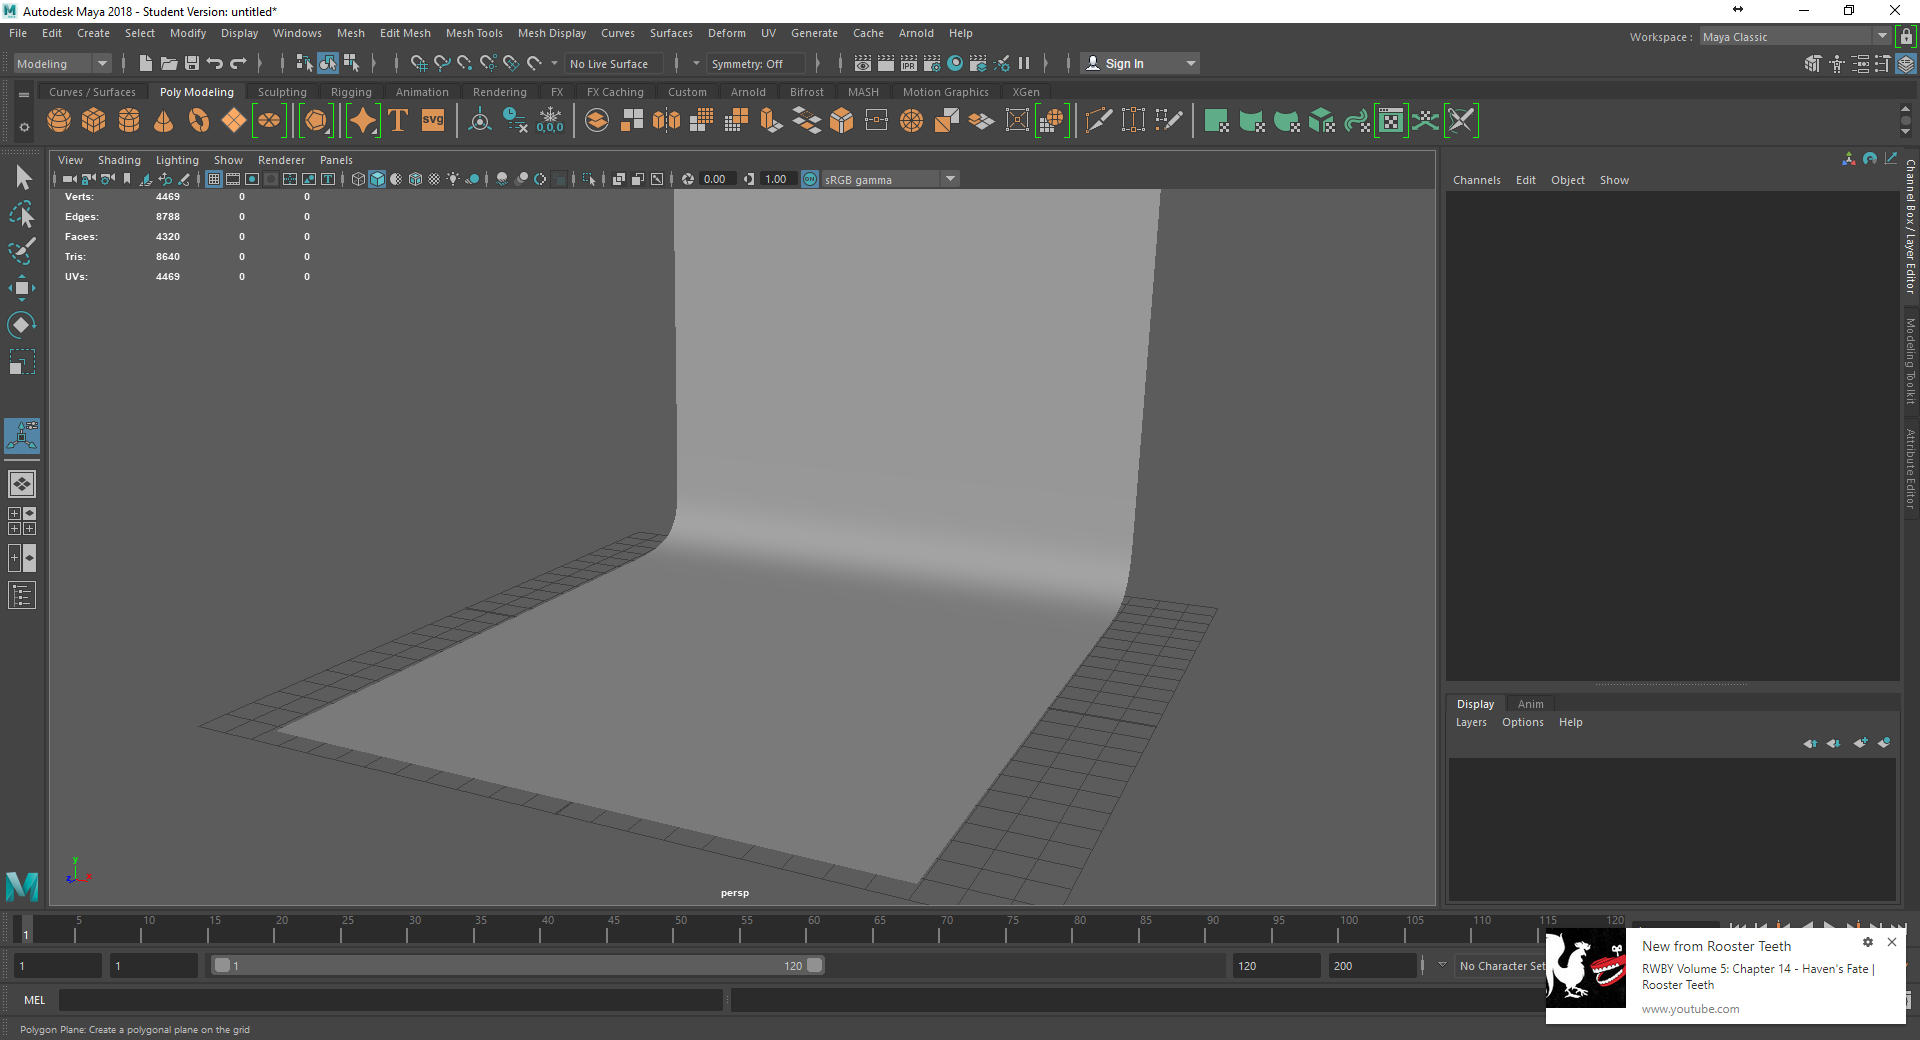 Autodesk Maya 2018 - Student Version: untitled*
File Edit Create Select Modify Display Windows Mesh Edit Mesh Mesh Tools Mesh Display Curves Surfaces Deform UV Generate Cache Arnold Help
Workspace : Maya Classic
Modeling No Live Surface Symmetry: Off IPR Sign In
Curves / Surfaces Poly Modeling Sculpting Rigging Animation Rendering FX FX Caching Custom Arnold Bifrost MASH Motion Graphics XGen
T SVG 0,0,0
View Shading Lighting Show Renderer Panels
0.00 1.00 ON sRGB gamma
Verts: 4469 0 0
Edges: 8788 0 0
Faces: 4320 0 0
Tris: 8640 0 0
UVs: 4469 0 0
y
z x
persp
Channels Edit Object Show
Channel Box / Layer Editor
Modeling Toolkit
Attribute Editor
Display Anim
Layers Options Help
M
5 10 15 20 25 30 35 40 45 50 55 60 65 70 75 80 85 90 95 100 105 110 115 120
1
1 1 1 120 120 200 No Character Set
New from Rooster Teeth
RWBY Volume 5: Chapter 14 - Haven's Fate |
Rooster Teeth
www.youtube.com
MEL
Polygon Plane: Create a polygonal plane on the grid